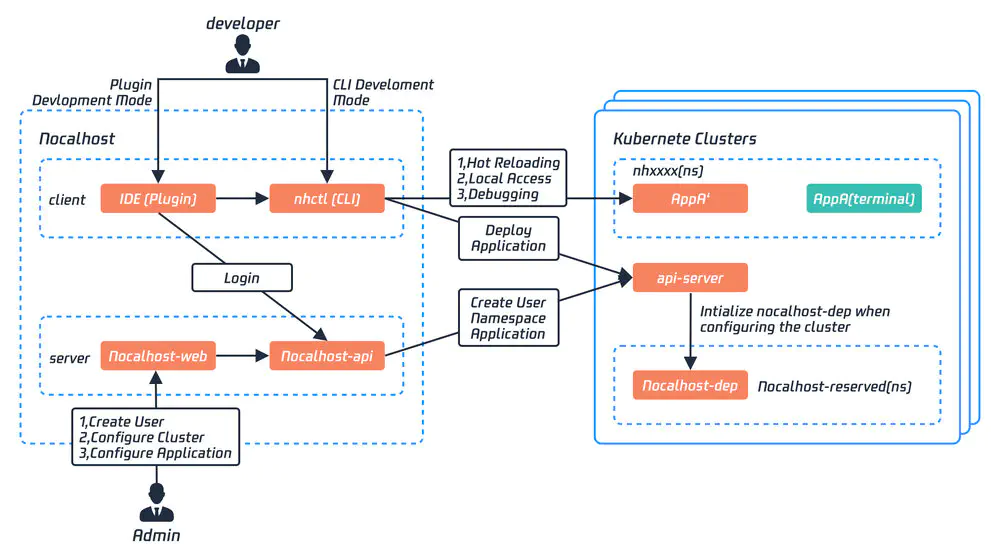 developer
Plugin
Devlopment Mode
CLI Develoment
Mode
Nocalhost
client
IDE (Plugin)
nhctl (CLI)
Login
server
Nocalhost-web
Nocalhost-api
1,Create User
2,Configure Cluster
3,Configure Application
Admin
1,Hot Reloading
2,Local Access
3,Debugging
Deploy
Application
Create User
Namespace
Application
Kubernete Clusters
nhxxxx(ns)
AppA‘
AppA(terminal)
api-server
Intialize nocalhost-dep when
configuring the cluster
Nocalhost-dep
Nocalhost-reserved(ns)